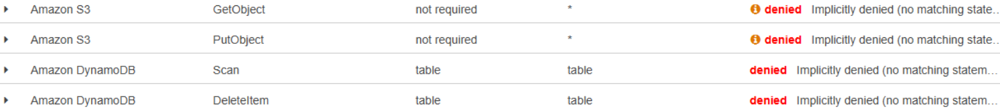 Amazon S3 GetObject not required * denied Implicitly denied (no matching state...
Amazon S3 PutObject not required * denied Implicitly denied (no matching state...
Amazon DynamoDB Scan table table denied Implicitly denied (no matching statem...
Amazon DynamoDB DeleteItem table table denied Implicitly denied (no matching statem...